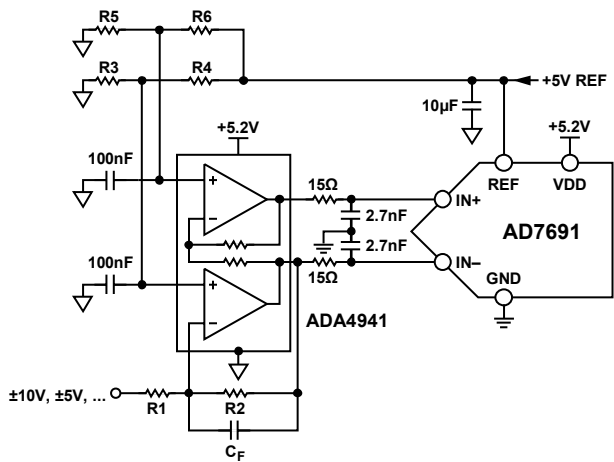 R5
R6
R3
R4
+5V REF
10µF
+5.2V
+5.2V
100nF
REF
VDD
+
−
15Ω
2.7nF
IN+
AD7691
2.7nF
100nF
15Ω
IN−
+
−
GND
ADA4941
±10V, ±5V, ...
R1
R2
CF